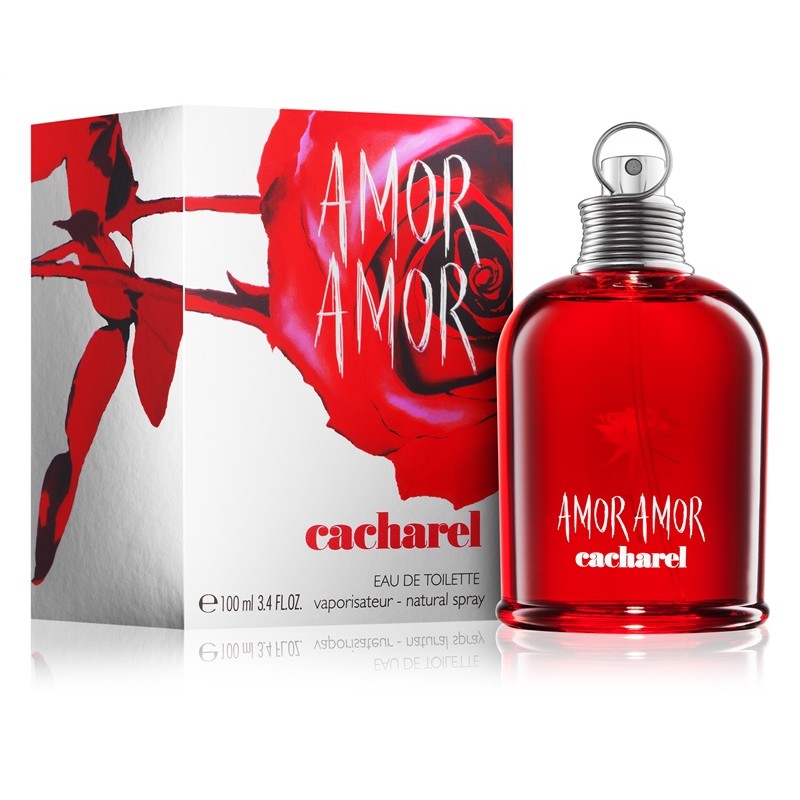 AMOR
AMOR
cacharel
EAU DE TOILETTE
℮ 100 ml 3.4 FL.OZ. vaporisateur - natural spray
AMOR AMOR
cacharel